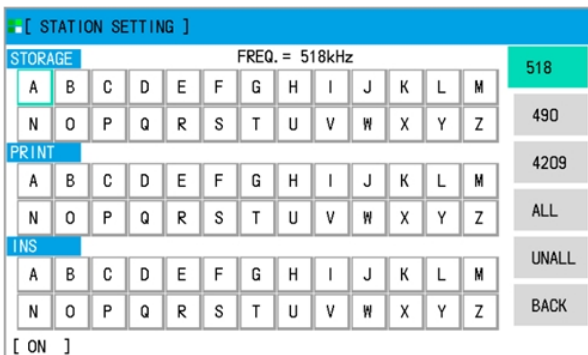 [ STATION SETTING ]
STORAGE FREQ. = 518kHz
A B C D E F G H I J K L M
N O P Q R S T U V W X Y Z
PRINT
A B C D E F G H I J K L M
N O P Q R S T U V W X Y Z
INS
A B C D E F G H I J K L M
N O P Q R S T U V W X Y Z
[ ON ]
518
490
4209
ALL
UNALL
BACK